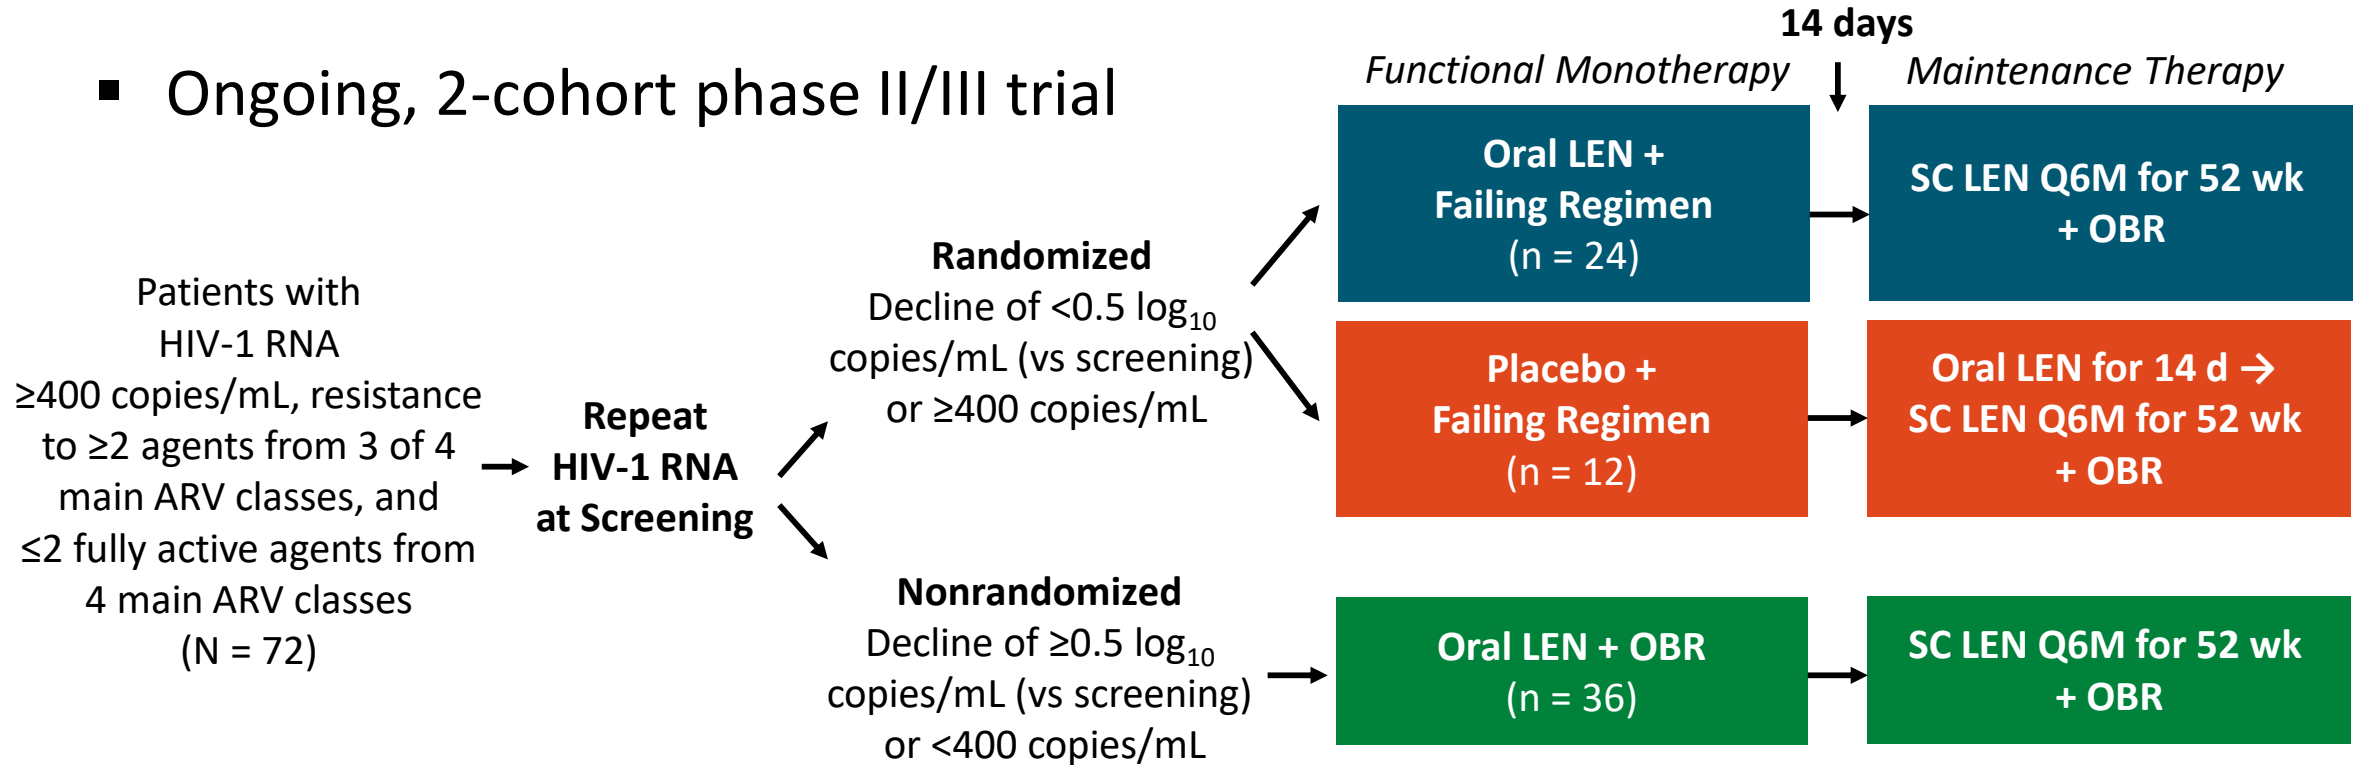 ▪ Ongoing, 2-cohort phase II/III trial
Patients with
HIV-1 RNA
≥400 copies/mL, resistance
to ≥2 agents from 3 of 4
main ARV classes, and
≤2 fully active agents from
4 main ARV classes
(N = 72)
Repeat
HIV-1 RNA
at Screening
Randomized
Decline of <0.5 log₁₀
copies/mL (vs screening)
or ≥400 copies/mL
Nonrandomized
Decline of ≥0.5 log₁₀
copies/mL (vs screening)
or <400 copies/mL
14 days
Functional Monotherapy
Maintenance Therapy
Oral LEN +
Failing Regimen
(n = 24)
SC LEN Q6M for 52 wk
+ OBR
Placebo +
Failing Regimen
(n = 12)
Oral LEN for 14 d →
SC LEN Q6M for 52 wk
+ OBR
Oral LEN + OBR
(n = 36)
SC LEN Q6M for 52 wk
+ OBR